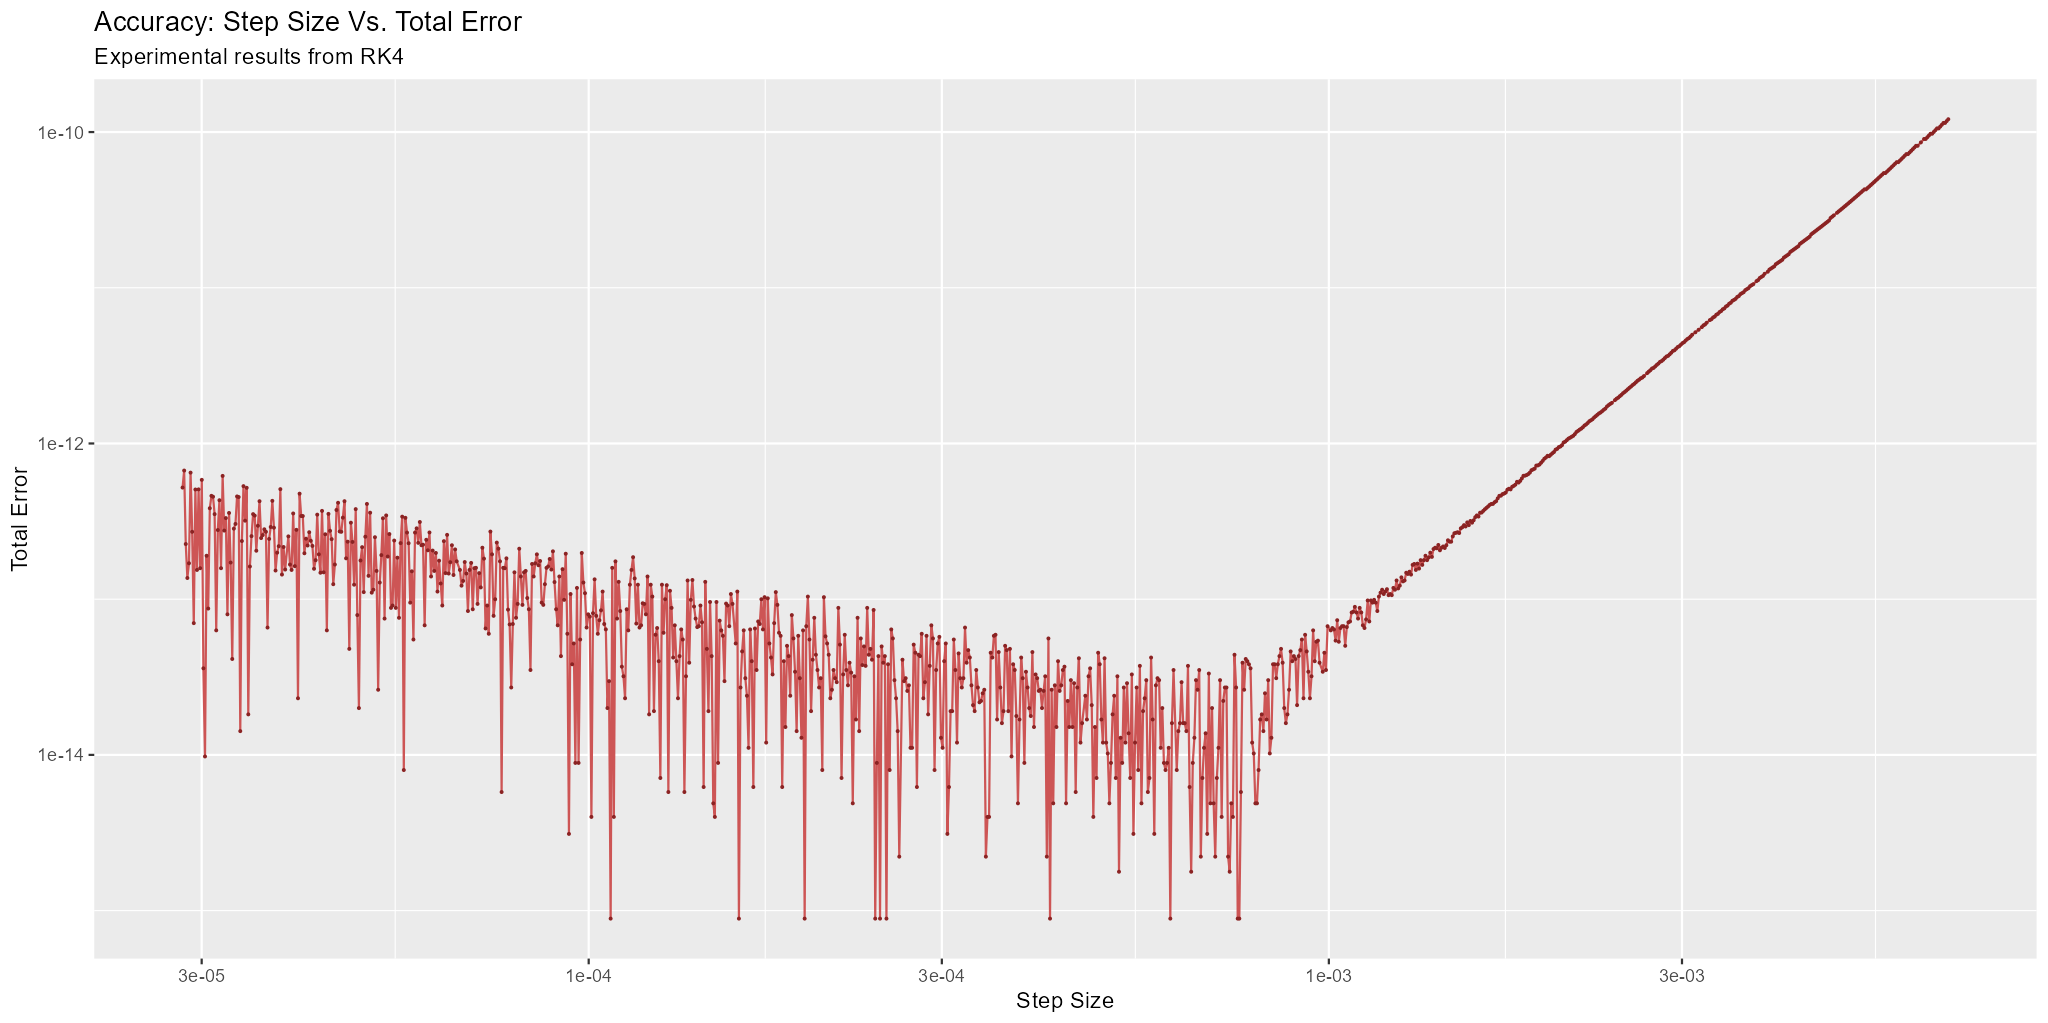 Accuracy: Step Size Vs. Total Error
Experimental results from RK4
1e-10
1e-12
1e-14
Total Error
3e-05
1e-04
3e-04
1e-03
3e-03
Step Size